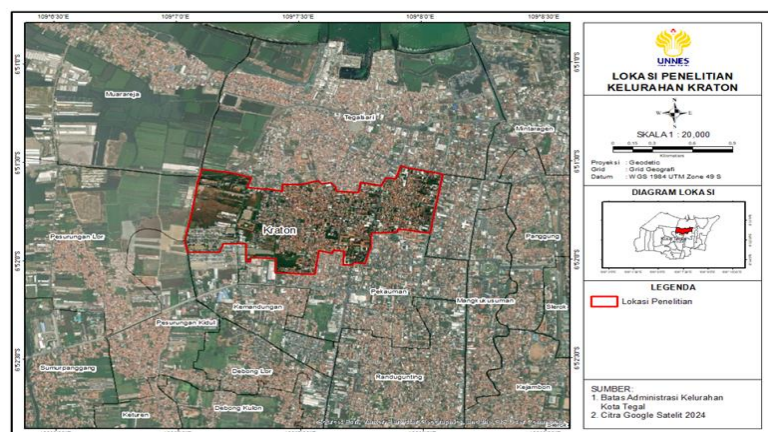 109°6'30"E 109°7'0"E 109°7'30"E 109°8'0"E 109°8'30"E
6°51'0"S
6°51'30"S
6°52'0"S
6°52'30"S
Muarareja
Tegalsari
Mintaragen
Pesurungan Lor
Kraton
Panggung
Kemandungan
Pekauman
Mangkukusuman
Slerok
Pesurungan Kidul
Sumurpanggang
Debong Lor
Randugunting
Kejambon
Keturen
Debong Kulon
UNNES
LOKASI PENELITIAN
KELURAHAN KRATON
N
SKALA 1 : 20,000
Kilometers
Proyeksi : Geodetic
Grid : Grid Geografi
Datum : WGS 1984 UTM Zone 49 S
DIAGRAM LOKASI
LEGENDA
Lokasi Penelitian
SUMBER:
1. Batas Administrasi Kelurahan
Kota Tegal
2. Citra Google Satelit 2024